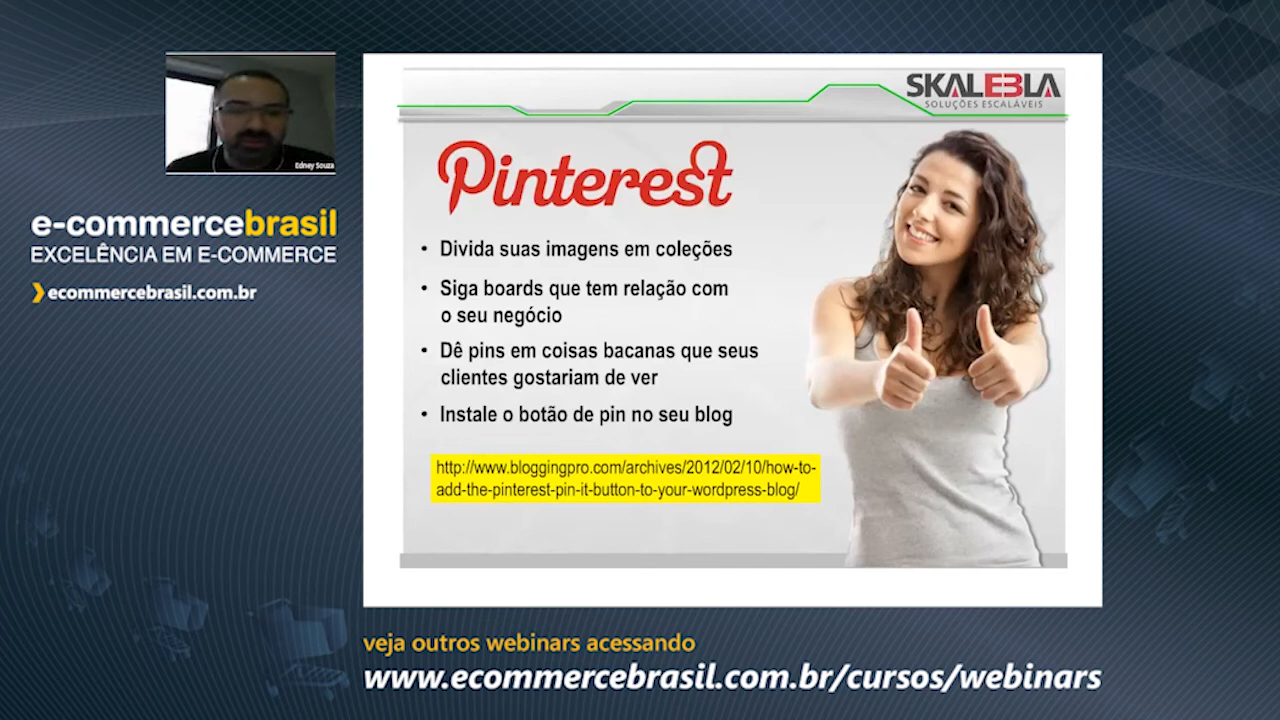 Edney Souza
e-commercebrasil
EXCELÊNCIA EM E-COMMERCE
ecommercebrasil.com.br
SKALEBLA
SOLUÇÕES ESCALÁVEIS
Pinterest
• Divida suas imagens em coleções
• Siga boards que tem relação com
o seu negócio
• Dê pins em coisas bacanas que seus
clientes gostariam de ver
• Instale o botão de pin no seu blog
http://www.bloggingpro.com/archives/2012/02/10/how-to-
add-the-pinterest-pin-it-button-to-your-wordpress-blog/
veja outros webinars acessando
www.ecommercebrasil.com.br/cursos/webinars